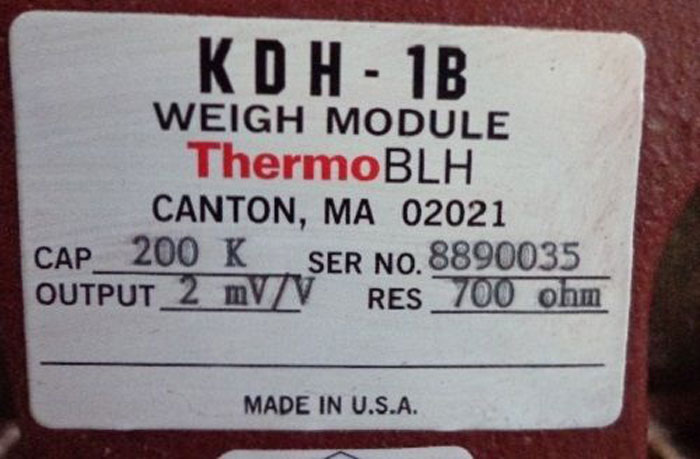 KDH-1B
WEIGH MODULE
ThermoBLH
CANTON, MA 02021
CAP 200 K SER NO. 8890035
OUTPUT 2 mV/V RES 700 ohm
MADE IN U.S.A.